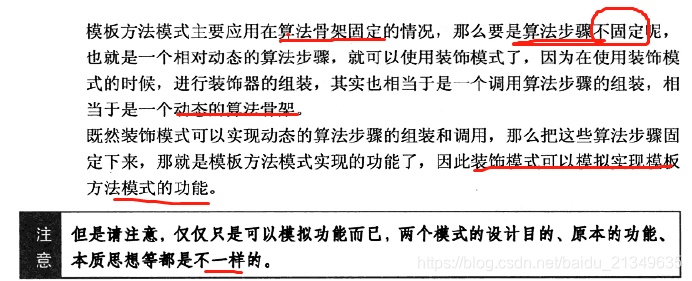 模板方法模式主要应用在算法骨架固定的情况，那么要是算法步骤不固定呢，
也就是一个相对动态的算法步骤，就可以使用装饰模式了，因为在使用装饰模
式的时候，进行装饰器的组装，其实也相当于是一个调用算法步骤的组装，相
当于是一个动态的算法骨架。
既然装饰模式可以实现动态的算法步骤的组装和调用，那么把这些算法步骤固
定下来，那就是模板方法模式实现的功能了，因此装饰模式可以模拟实现模板
方法模式的功能。
注意
但是请注意，仅仅只是可以模拟功能而已，两个模式的设计目的、原本的功能、
本质思想等都是不一样的。
https://blog.csdn.net/baidu_21349635